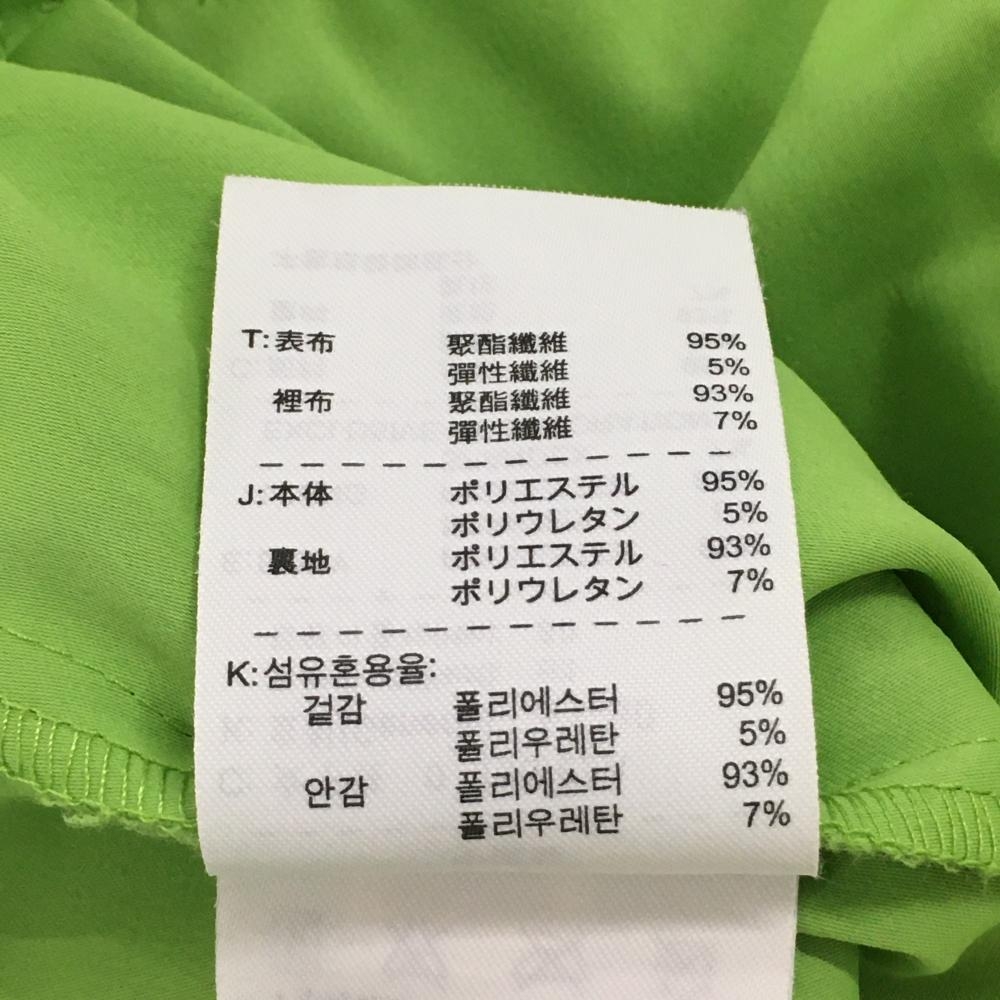 T:表布 聚酯纖維 95%
彈性纖維 5%
裡布 聚酯纖維 93%
彈性纖維 7%
J:本体 ポリエステル 95%
ポリウレタン 5%
裏地 ポリエステル 93%
ポリウレタン 7%
K:섬유혼용율:
겉감 폴리에스터 95%
폴리우레탄 5%
안감 폴리에스터 93%
폴리우레탄 7%